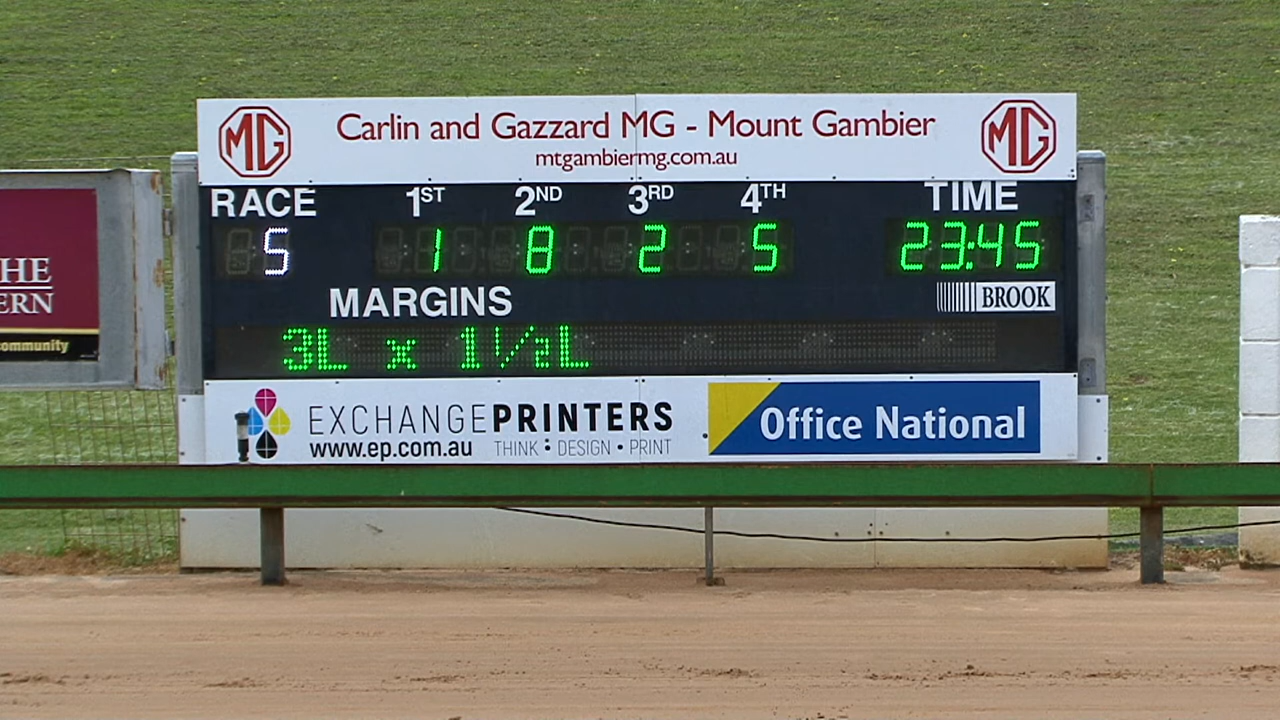 MG
Carlin and Gazzard MG - Mount Gambier
MG
mtgambiermg.com.au
RACE 1ST 2ND 3RD 4TH TIME
5 1 8 2 5 23:45
MARGINS
BROOK
3L x 1½L
HE
ERN
community
EXCHANGEPRINTERS
www.ep.com.au THINK : DESIGN • PRINT
Office National